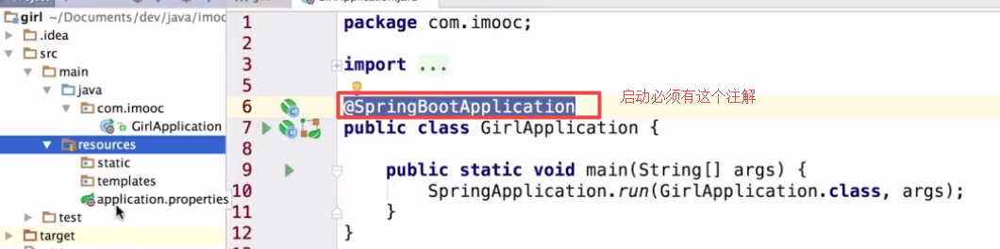 girl ~/Documents/dev/java/imooc
.idea
src
main
java
com.imooc
GirlApplication
resources
static
templates
application.properties
test
target
1 package com.imooc;
2
3 import ...
5
6 @SpringBootApplication
启动必须有这个注解
7 public class GirlApplication {
8
9 public static void main(String[] args) {
10 SpringApplication.run(GirlApplication.class, args);
11 }
12 }